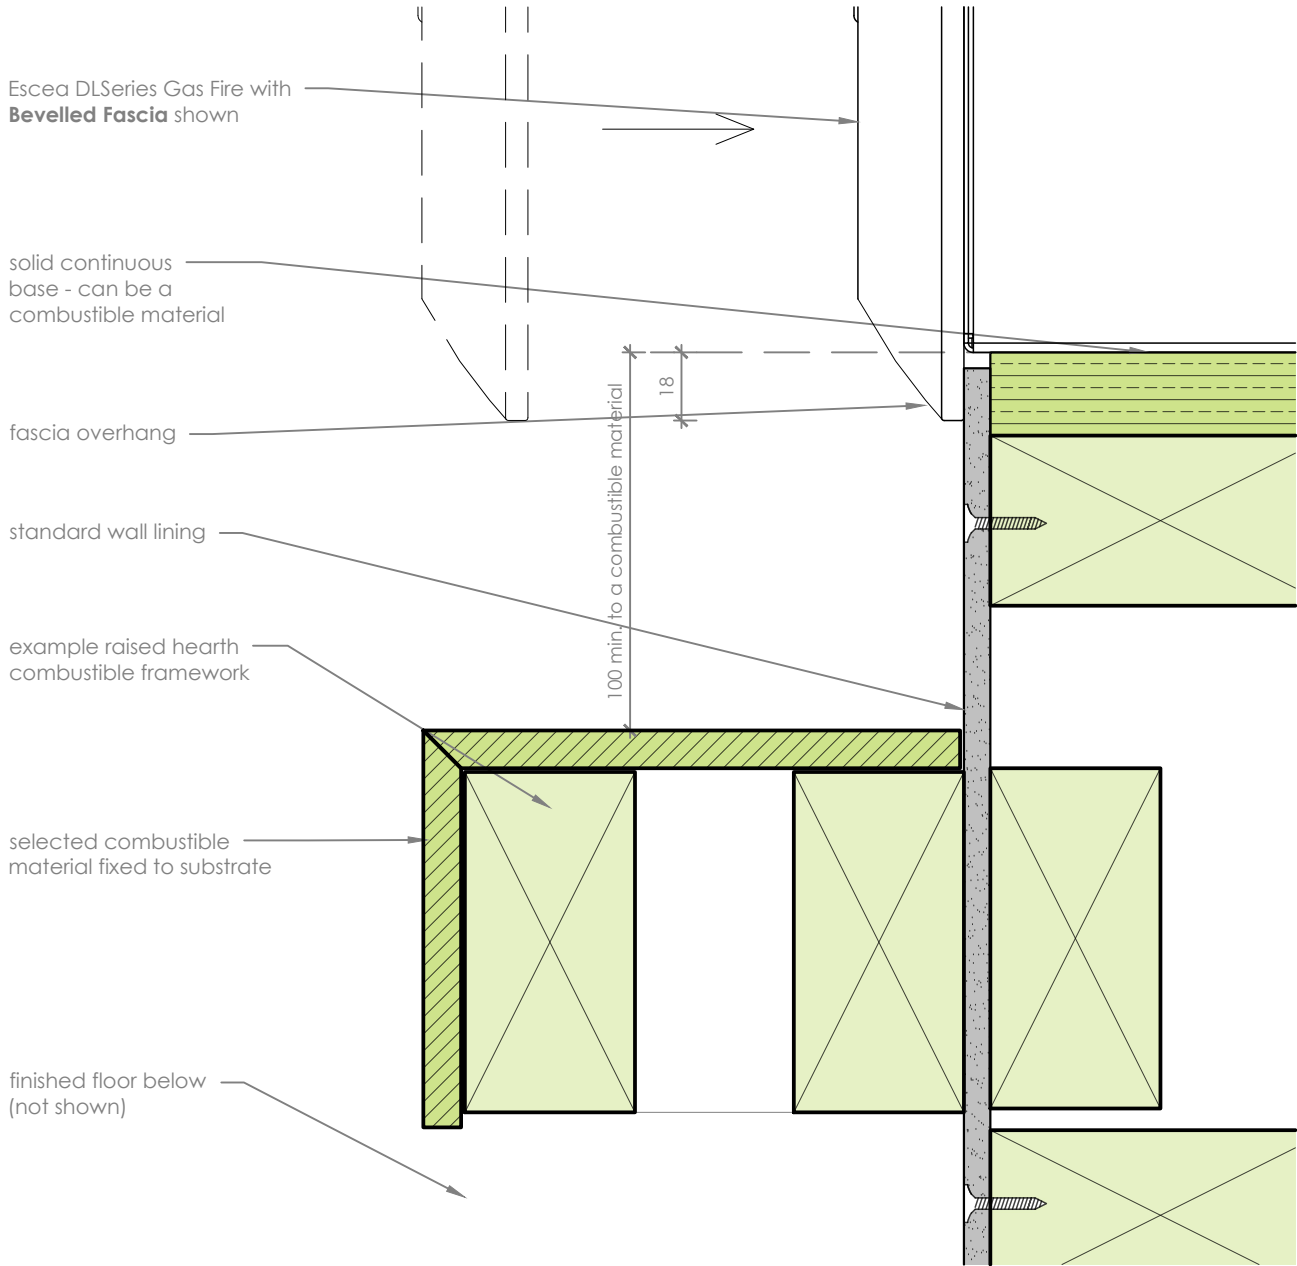 Escea DLSeries Gas Fire with
Bevelled Fascia shown
solid continuous
base - can be a
combustible material
18
100 min. to a combustible material
fascia overhang
standard wall lining
example raised hearth
combustible framework
selected combustible
material fixed to substrate
finished floor below
(not shown)